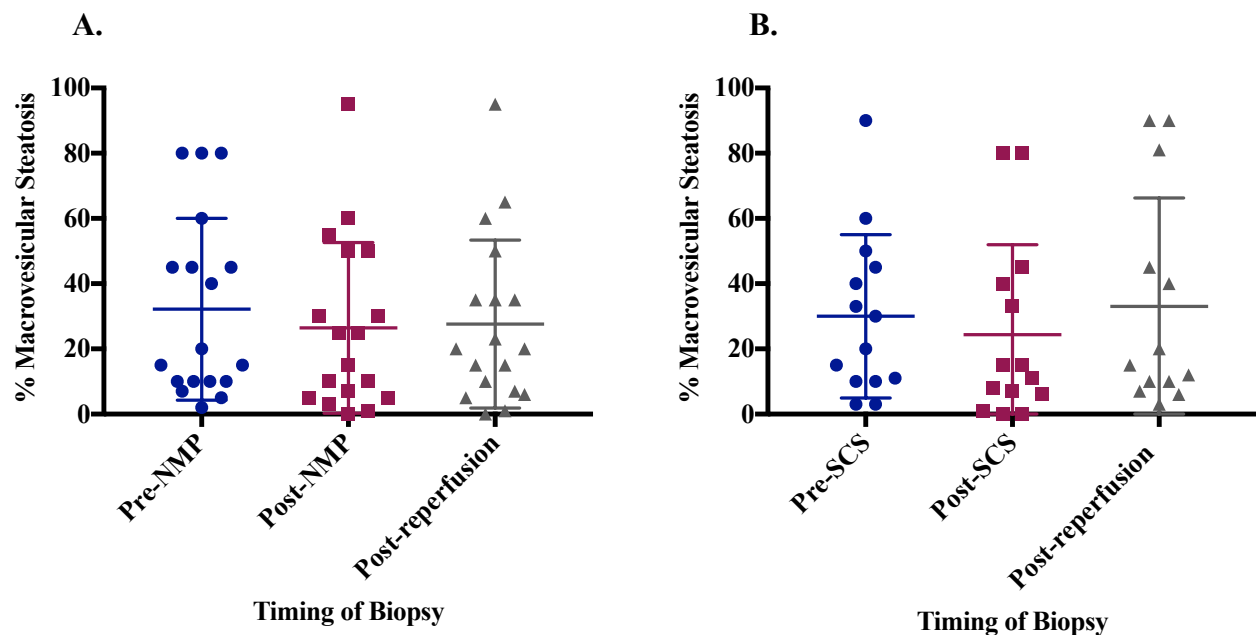 A.
% Macrovesicular Steatosis
100
80
60
40
20
0
Pre-NMP
Post-NMP
Post-reperfusion
Timing of Biopsy
B.
% Macrovesicular Steatosis
100
80
60
40
20
0
Pre-SCS
Post-SCS
Post-reperfusion
Timing of Biopsy